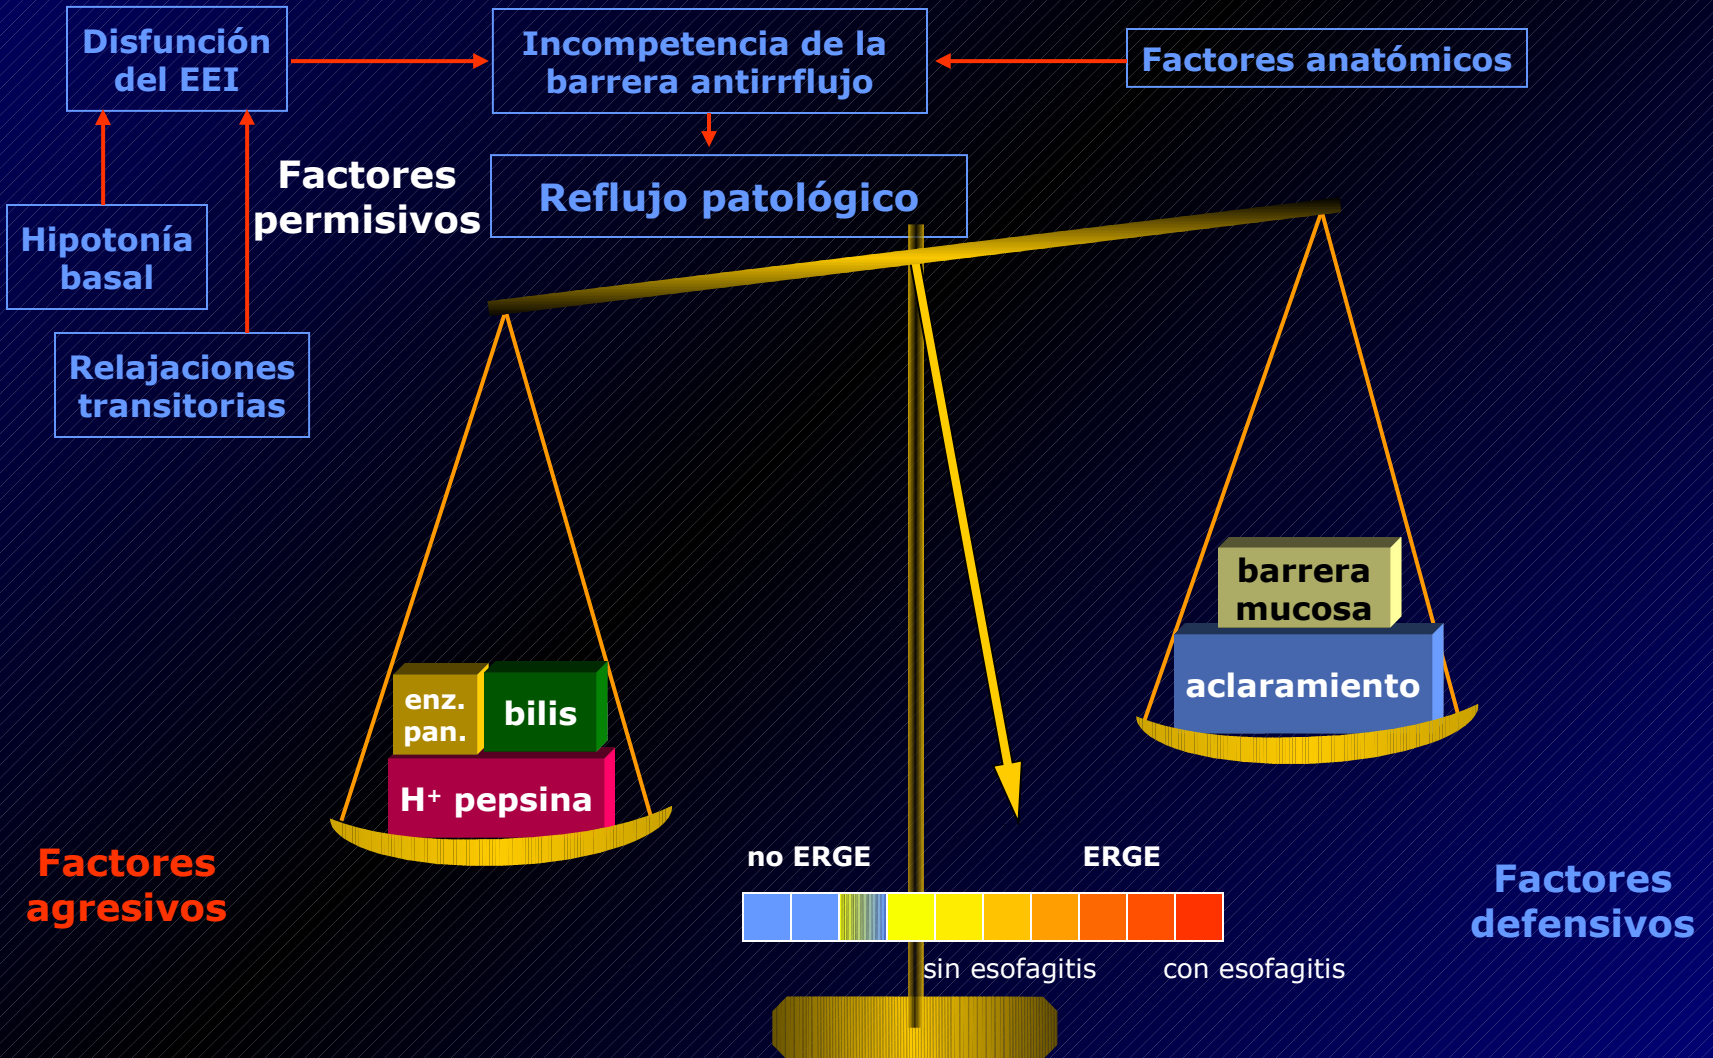 Disfunción
del EEI
Incompetencia de la
barrera antirrflujo
Factores anatómicos
Factores
permisivos
Reflujo patológico
Hipotonía
basal
Relajaciones
transitorias
barrera
mucosa
aclaramiento
enz.
pan.
bilis
H⁺ pepsina
Factores
agresivos
no ERGE
ERGE
Factores
defensivos
sin esofagitis
con esofagitis